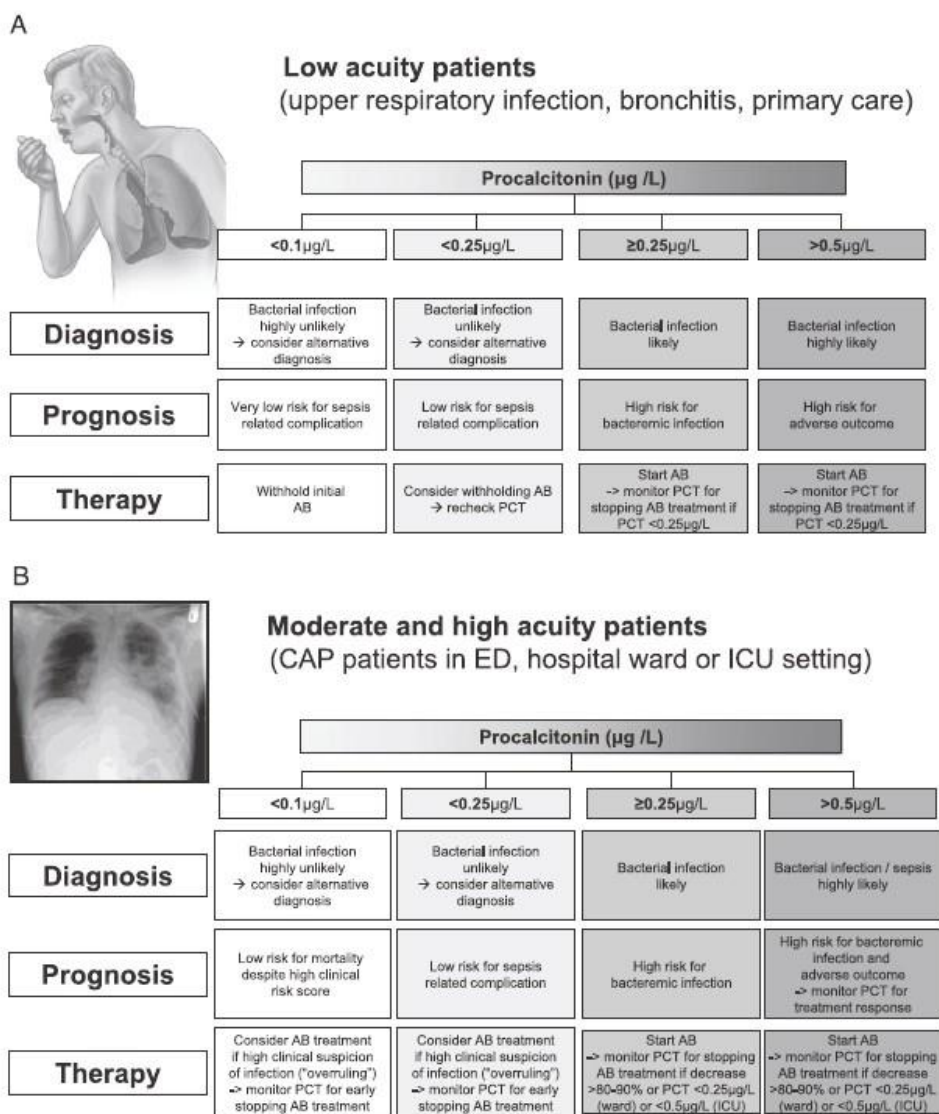 A
Low acuity patients
(upper respiratory infection, bronchitis, primary care)
Procalcitonin (µg /L)
<0.1µg/L
<0.25µg/L
≥0.25µg/L
>0.5µg/L
Diagnosis
Bacterial infection
highly unlikely
→ consider alternative
diagnosis
Bacterial infection
unlikely
→ consider alternative
diagnosis
Bacterial infection
likely
Bacterial infection
highly likely
Prognosis
Very low risk for sepsis
related complication
Low risk for sepsis
related complication
High risk for
bacteremic infection
High risk for
adverse outcome
Therapy
Withhold initial
AB
Consider withholding AB
→ recheck PCT
Start AB
-> monitor PCT for
stopping AB treatment if
PCT <0.25µg/L
Start AB
-> monitor PCT for
stopping AB treatment if
PCT <0.25µg/L
B
Moderate and high acuity patients
(CAP patients in ED, hospital ward or ICU setting)
Procalcitonin (µg /L)
<0.1µg/L
<0.25µg/L
≥0.25µg/L
>0.5µg/L
Diagnosis
Bacterial infection
highly unlikely
→ consider alternative
diagnosis
Bacterial infection
unlikely
→ consider alternative
diagnosis
Bacterial infection
likely
Bacterial infection / sepsis
highly likely
Prognosis
Low risk for mortality
despite high clinical
risk score
Low risk for sepsis
related complication
High risk for
bacteremic infection
High risk for bacteremic
infection and
adverse outcome
-> monitor PCT for
treatment response
Therapy
Consider AB treatment
if high clinical suspicion
of infection ("overruling")
-> monitor PCT for early
stopping AB treatment
Consider AB treatment
if high clinical suspicion
of infection ("overruling")
-> monitor PCT for early
stopping AB treatment
Start AB
-> monitor PCT for stopping
AB treatment if decrease
>80-90% or PCT <0.25µg/L
(ward) or <0.5µg/L (ICU)
Start AB
-> monitor PCT for stopping
AB treatment if decrease
>80-90% or PCT <0.25µg/L
(ward) or <0.5µg/L (ICU)